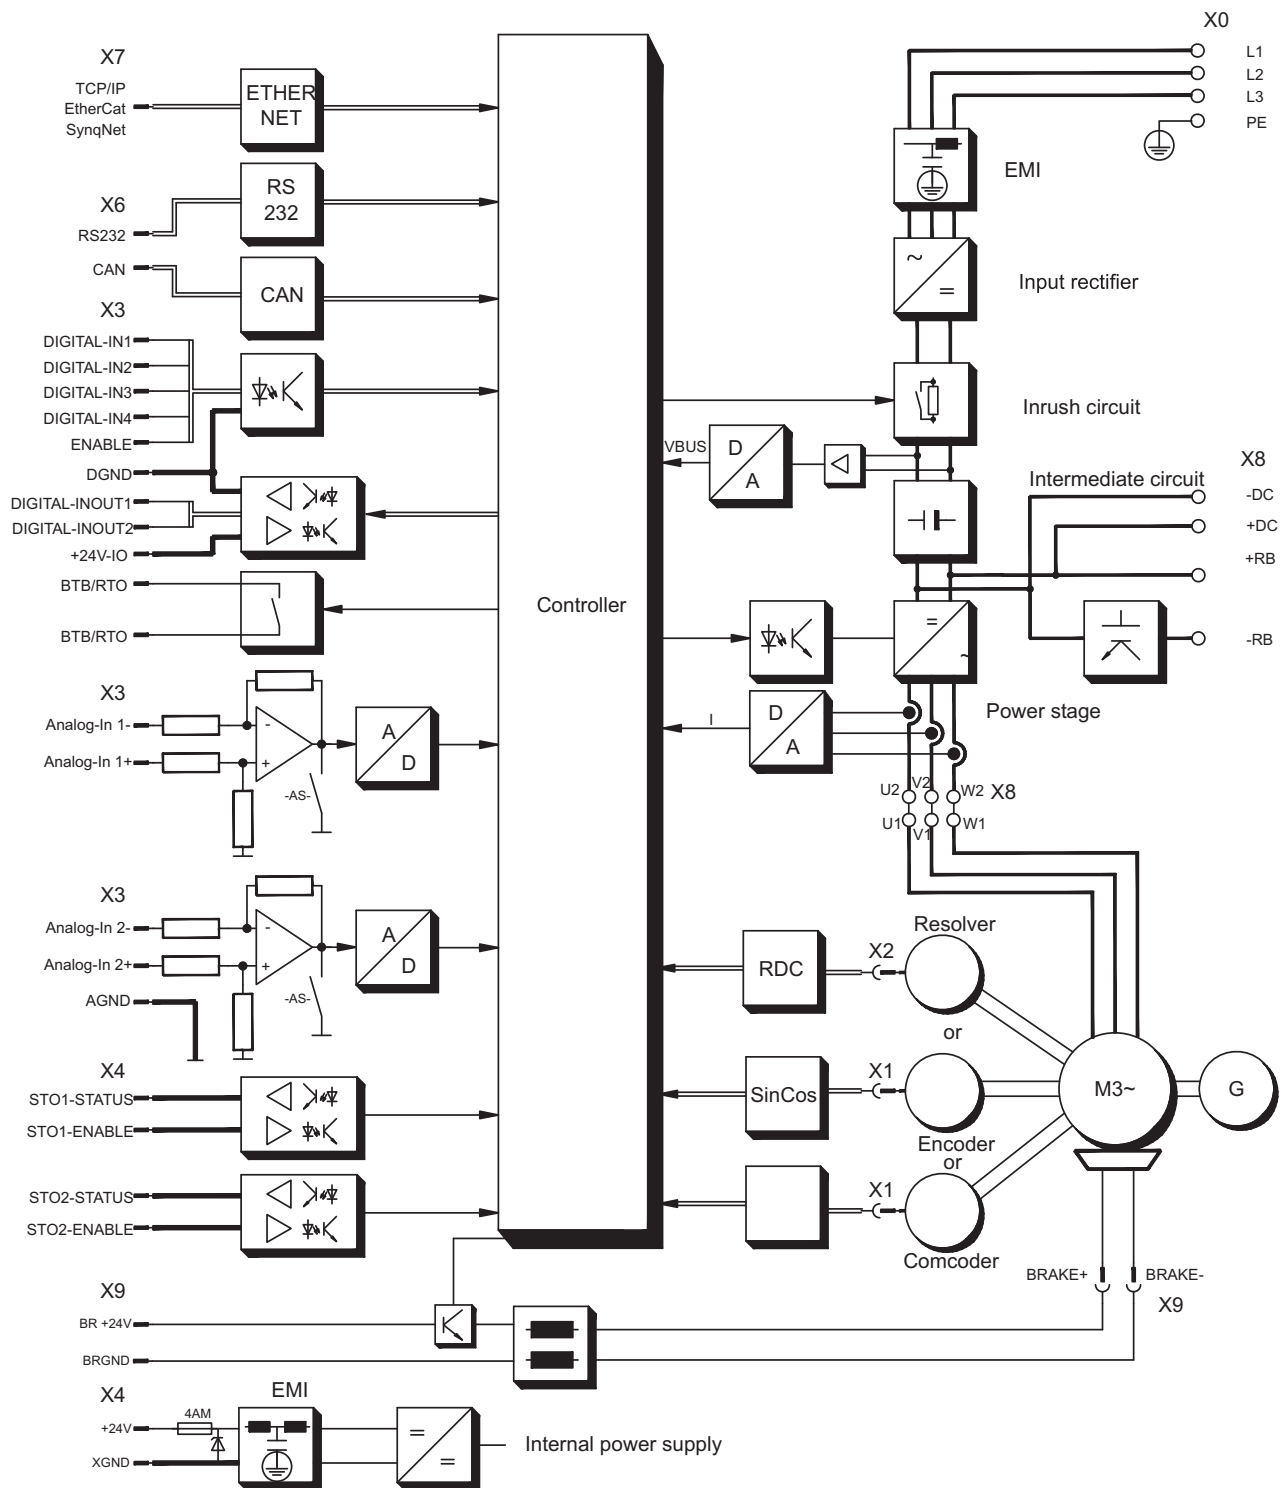 X7
TCP/IP
EtherCat
SynqNet
ETHER
NET
X6
RS232
RS
232
CAN
CAN
X3
DIGITAL-IN1
DIGITAL-IN2
DIGITAL-IN3
DIGITAL-IN4
ENABLE
DGND
DIGITAL-INOUT1
DIGITAL-INOUT2
+24V-IO
BTB/RTO
BTB/RTO
X3
Analog-In 1-
Analog-In 1+
-
+
-AS-
A
D
X3
Analog-In 2-
Analog-In 2+
AGND
-
+
-AS-
A
D
X4
STO1-STATUS
STO1-ENABLE
STO2-STATUS
STO2-ENABLE
X9
BR +24V
BRGND
X4
+24V
XGND
4AM
EMI
=
=
Internal power supply
Controller
X0
L1
L2
L3
PE
EMI
~
=
Input rectifier
Inrush circuit
VBUS
D
A
Intermediate circuit
X8
-DC
+DC
+RB
-RB
=
~
Power stage
I
D
A
U2
V2
W2
X8
U1
V1
W1
RDC
X2
Resolver
or
SinCos
X1
Encoder
or
X1
Comcoder
M3~
G
BRAKE+
BRAKE-
X9